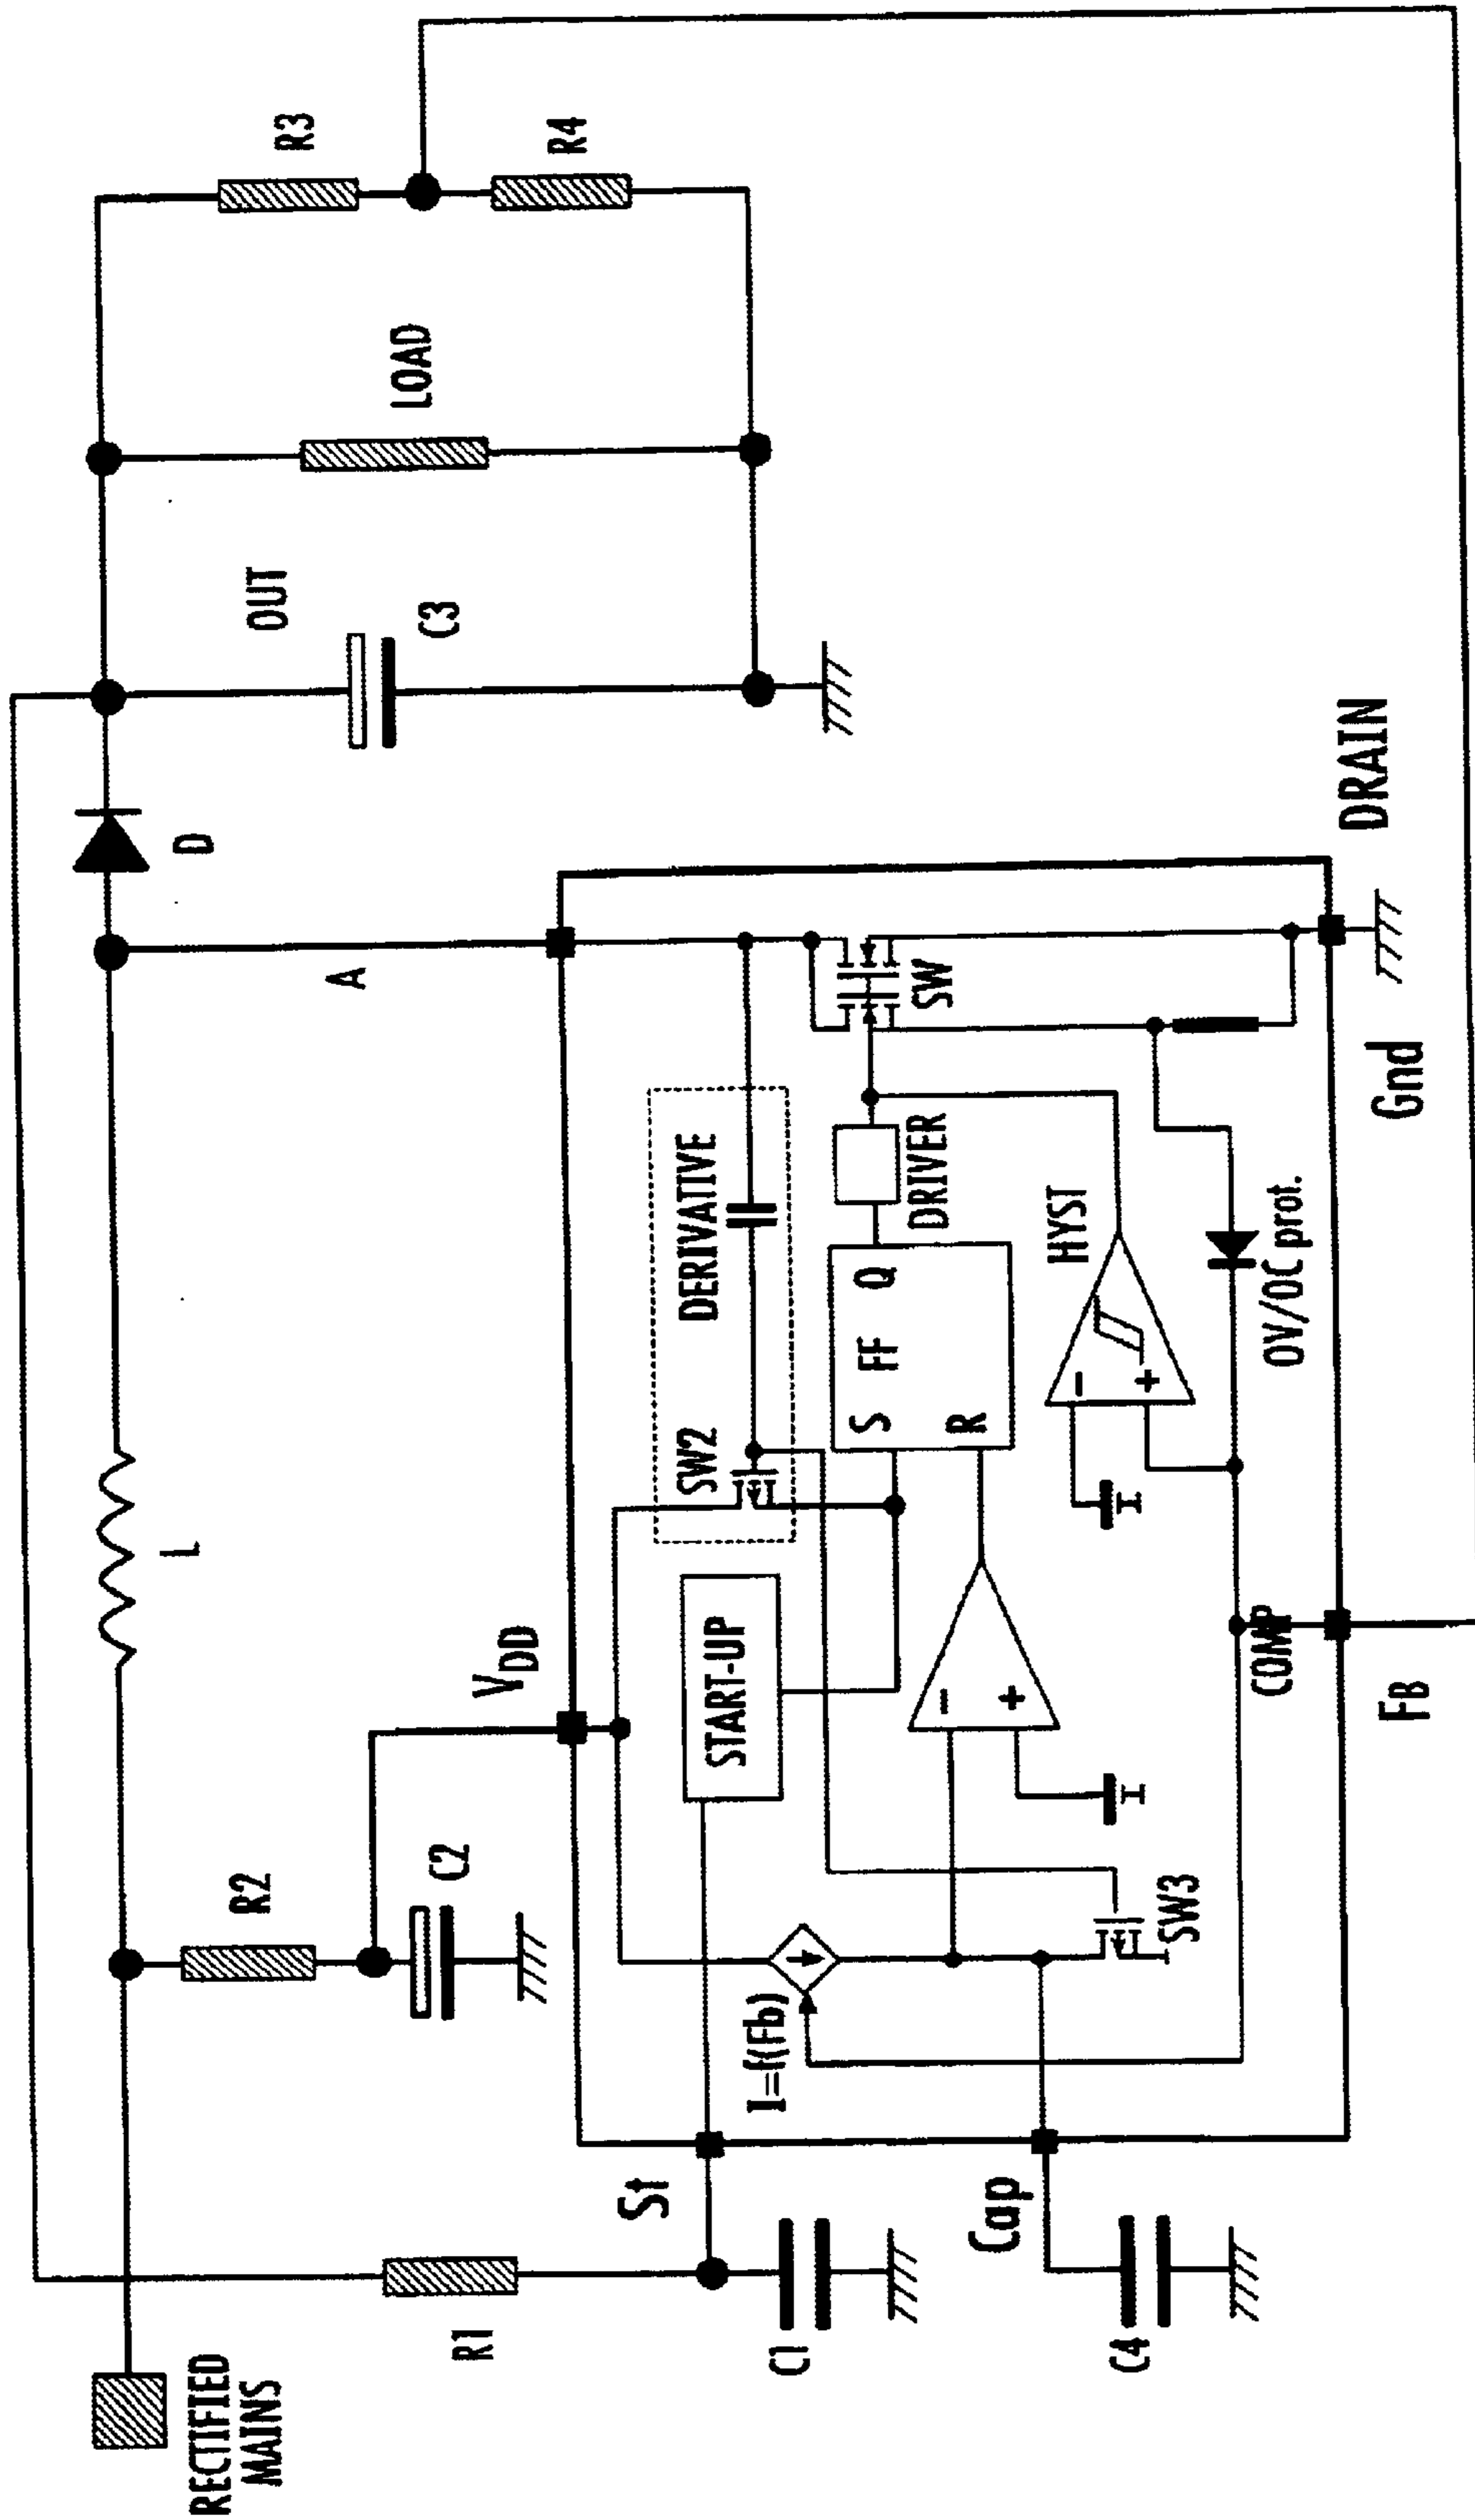 RECTIFIED
MAINS
L
A
D
OUT
C3
LOAD
R3
R4
R2
C2
VDD
R1
C1
St
START-UP
SW2
DERIVATIVE
I=f(Fb)
S FF Q
R
DRIVER
SW
-
+
HYST
-
+
Cap
C4
SW3
COMP
OV/OC prot.
FB
Gnd
DRAIN